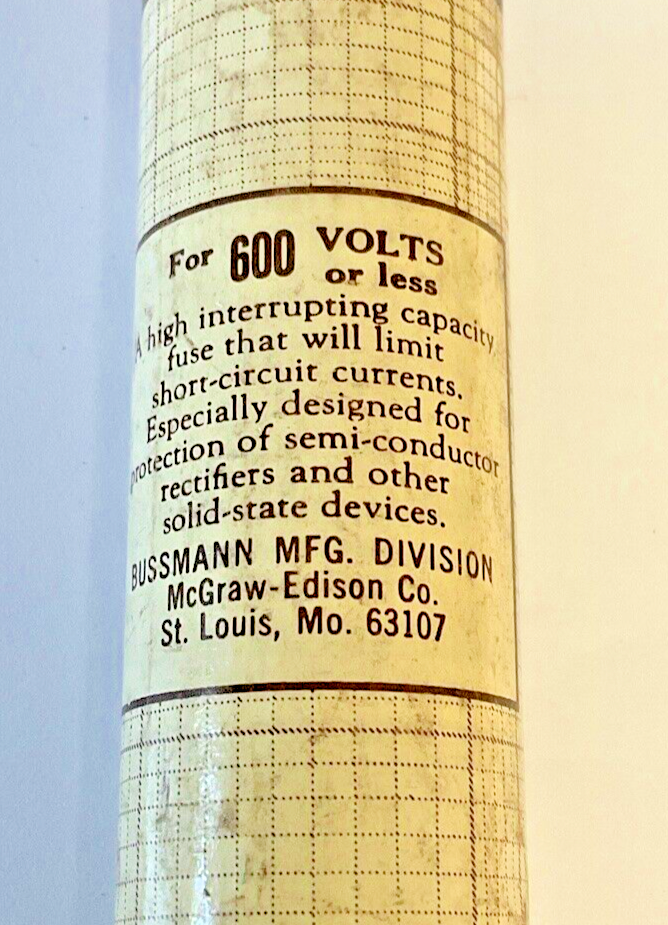 For 600 VOLTS
or less
A high interrupting capacity
fuse that will limit
short-circuit currents.
Especially designed for
protection of semi-conductor
rectifiers and other
solid-state devices.
BUSSMANN MFG. DIVISION
McGraw-Edison Co.
St. Louis, Mo. 63107